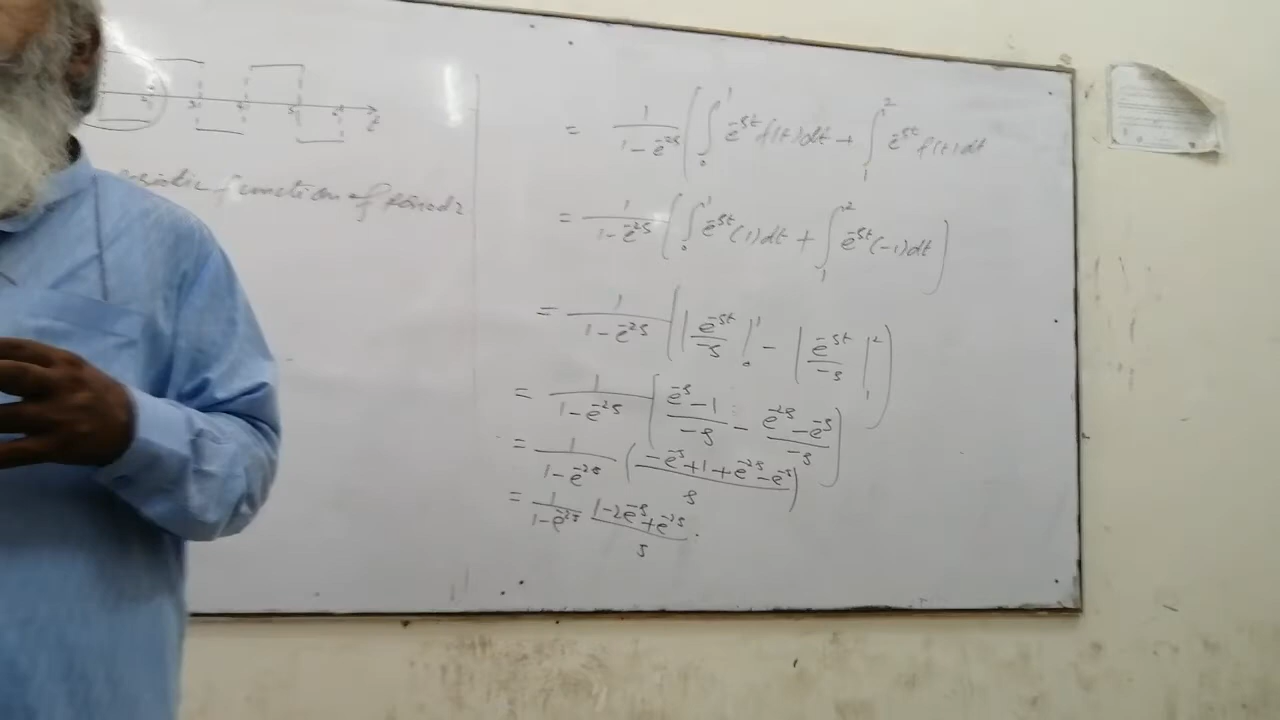 t
function of Period 2
= 1/(1-e^-2s) ( ∫_0^1 e^-st f(t)dt + ∫_1^2 e^-st f(t)dt
= 1/(1-e^-2s) ( ∫_0^1 e^-st (1)dt + ∫_1^2 e^-st (-1)dt )
= 1/(1-e^-2s) ( | e^-st/-s |_0^1 - | e^-st/-s |_1^2 )
= 1/(1-e^-2s) ( (e^-s -1)/-s - (e^-2s - e^-s)/-s )
= 1/(1-e^-2s) ( (-e^-s +1 + e^-2s - e^-s)/s )
= 1/(1-e^-2s) (1-2e^-s + e^-2s)/s .